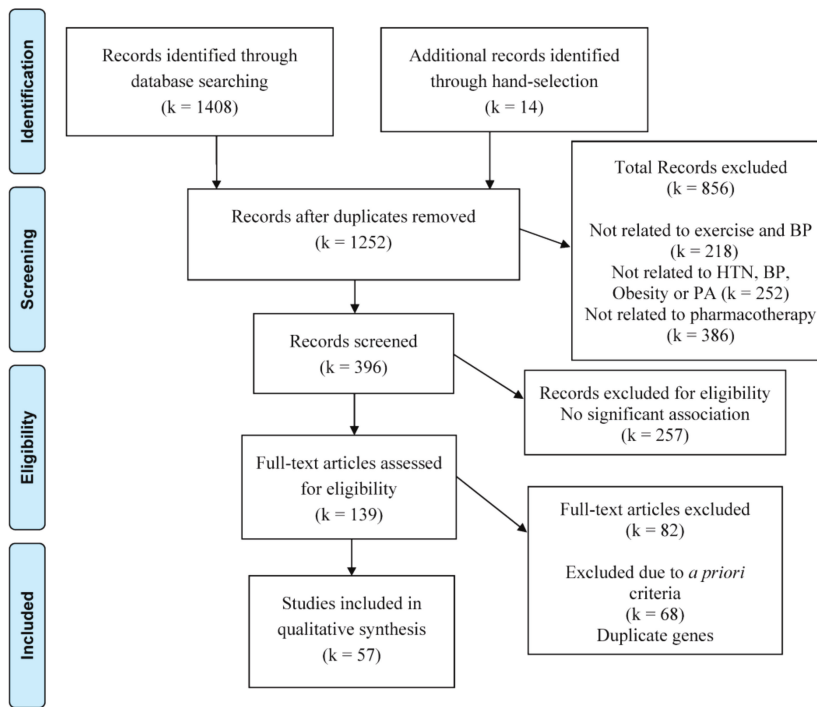 Identification
Records identified through
database searching
(k = 1408)
Additional records identified
through hand-selection
(k = 14)
Screening
Records after duplicates removed
(k = 1252)
Total Records excluded
(k = 856)
Not related to exercise and BP
(k = 218)
Not related to HTN, BP,
Obesity or PA (k = 252)
Not related to pharmacotherapy
(k = 386)
Records screened
(k = 396)
Records excluded for eligibility
No significant association
(k = 257)
Eligibility
Full-text articles assessed
for eligibility
(k = 139)
Full-text articles excluded
(k = 82)
Excluded due to a priori
criteria
(k = 68)
Duplicate genes
Included
Studies included in
qualitative synthesis
(k = 57)